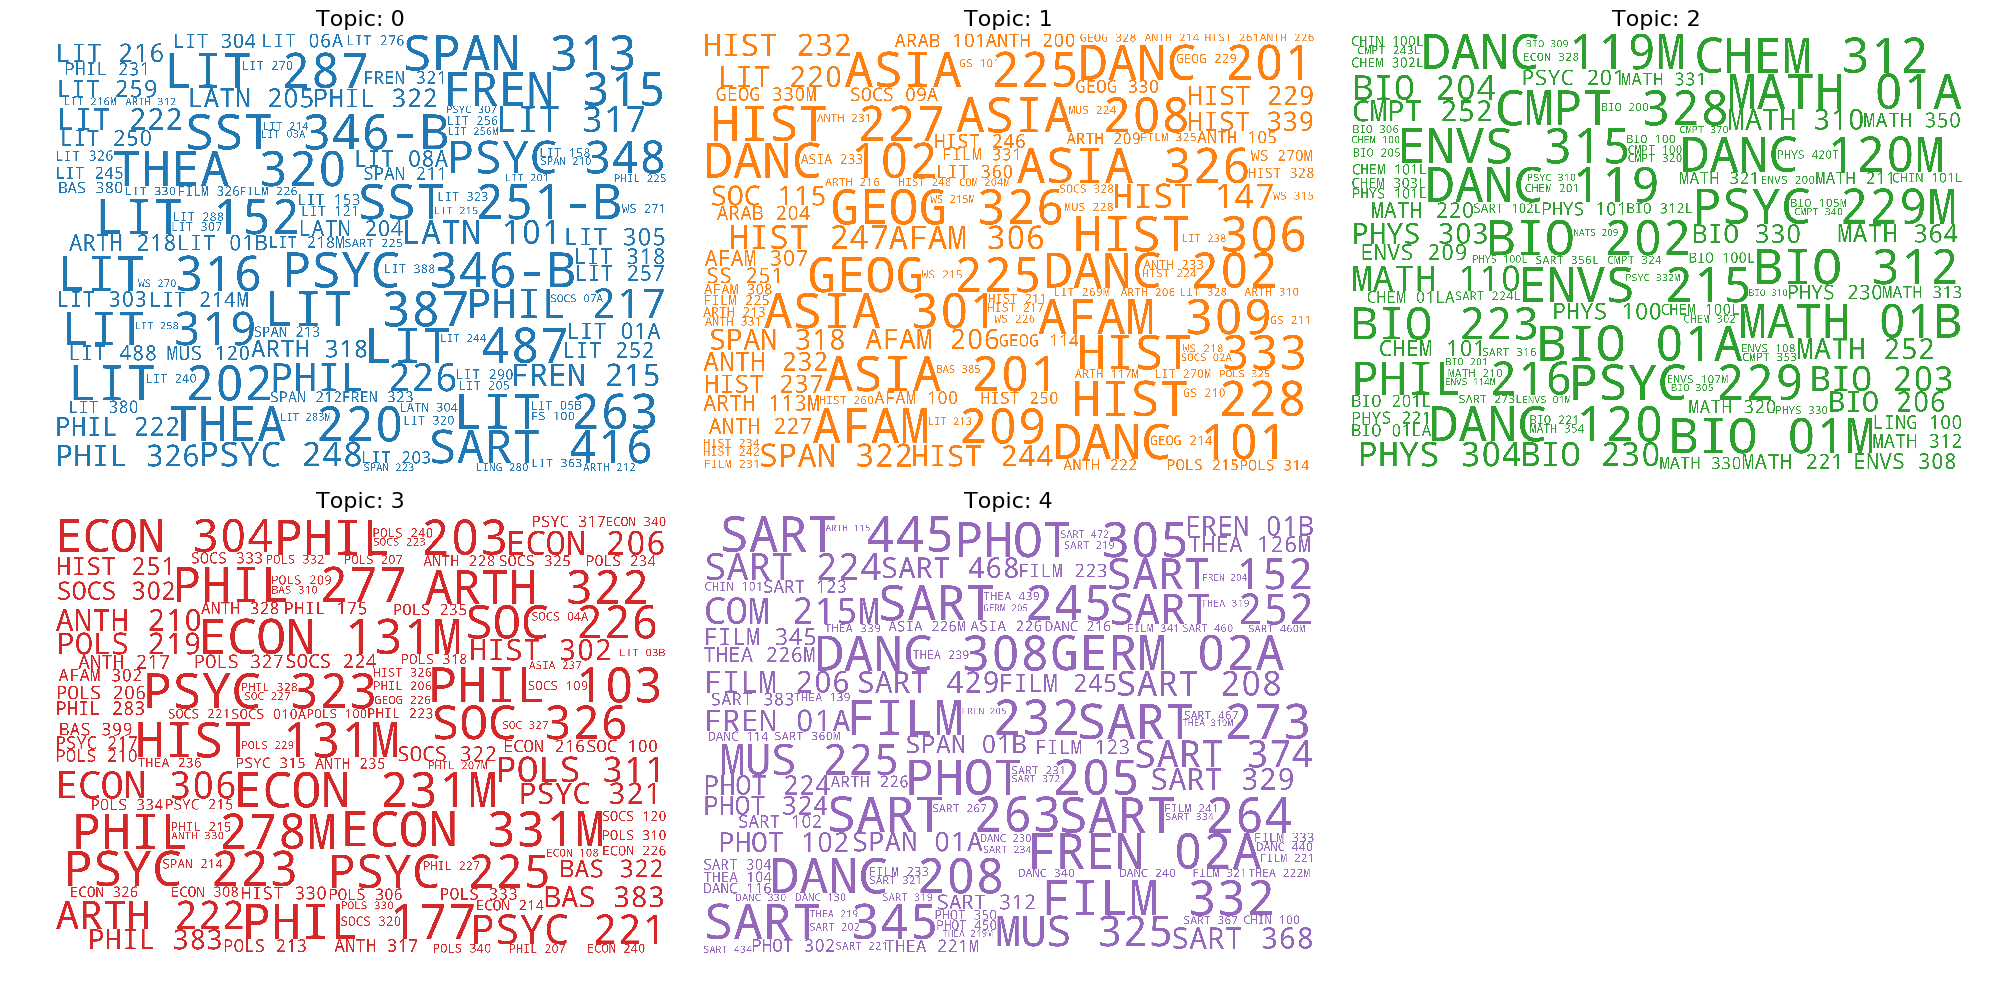 Topic: 0
LIT 304 LIT 06A LIT 276 SPAN 313
LIT 216 PHIL 231 LIT 287 LIT 270 FREN 321 FREN 315
LIT 259 LATN 205 PHIL 322
LIT 216M ARTH 312 PSYC 307
LIT 222 SST 346-B LIT 214 LIT 03A LIT 256 LIT 256M LIT 317
LIT 250
LIT 326 THEA 320 LIT 08A PSYC 348 LIT 158 SPAN 210
LIT 245 SPAN 211 LIT 201 PHIL 225
BAS 380 LIT 330 FILM 326 FILM 226
LIT 152 LIT 288 LIT 307 LIT 153 LIT 121 SST 251-B LIT 323 LIT 215 WS 271
LATN 204 LATN 101 LIT 305
ARTH 218 LIT 01B LIT 218M SART 225 LIT 318
LIT 316 WS 270 PSYC 346-B LIT 388 LIT 257
LIT 303 LIT 214M LIT 387 PHIL 217 SOCS 07A
LIT 319 LIT 258 SPAN 213 LIT 487 LIT 244 LIT 01A
LIT 488 MUS 120 ARTH 318 LIT 252
LIT 202 LIT 240 PHIL 226 LIT 290 LIT 205 FREN 215
SPAN 212 FREN 323
LIT 380 LATN 304 LIT 263 LIT 05B FS 100
PHIL 222 THEA 220 LIT 283M LIT 320
PHIL 326 PSYC 248 LIT 203 SART 416
SPAN 223 LING 280 LIT 363 ARTH 212
Topic: 1
HIST 232 ARAB 101 ANTH 200 GEOG 328 ANTH 214 HIST 261 ANTH 226
LIT 220 ASIA 225 GS 107 DANC 201 GEOG 229
GEOG 330M SOCS 09A GEOG 330 HIST 229
HIST 227 ANTH 231 ASIA 208 MUS 224 HIST 339
HIST 246 ARTH 209 FILM 325 ANTH 105
DANC 102 ASIA 233 FILM 331 ASIA 326 WS 270M
LIT 360 HIST 328
ARTH 216 HIST 248 COM 204M
SOC 115 GEOG 326 WS 215M SOCS 328 HIST 147 WS 315
ARAB 204 MUS 228
HIST 247 AFAM 306 HIST 306 LIT 238
AFAM 307 GEOG 225 WS 215 DANC 202 ANTH 233 HIST 224
SS 251
AFAM 308 LIT 269M ARTH 206 LIT 328 ARTH 310
FILM 225 ASIA 301 HIST 211 HIST 217 WS 226 AFAM 309 GS 211
ARTH 213 ANTH 331
SPAN 318 AFAM 206 GEOG 114 HIST 333 WS 218 SOCS 02A
ANTH 232 ASIA 201 BAS 385 ARTH 117M LIT 270M POLS 325
HIST 237 HIST 228 GS 210
ARTH 113M HIST 260 AFAM 100 HIST 250
ANTH 227 AFAM 209 LIT 213 DANC 101 GEOG 214
HIST 234 HIST 242 FILM 231
SPAN 322 HIST 244 ANTH 222 POLS 215 POLS 314
Topic: 2
CHIN 100L CMPT 243L CHEM 302L DANC 119M BIO 309 ECON 328 CHEM 312
PSYC 201 MATH 331
BIO 204 CMPT 252 CMPT 328 BIO 200 MATH 01A
MATH 310 MATH 350
BIO 306 CHEM 100 BIO 205 ENVS 315 BIO 100 CMPT 100 CMPT 320 CMPT 370 DANC 120M PHYS 420T
CHEM 101L CHEM 303L PHYS 101L DANC 119 PSYC 310 CHEM 201 MATH 321 ENVS 200 MATH 211 CHIN 101L
MATH 220 SART 102L PHYS 101 BIO 312L PSYC 229M BIO 105M CMPT 340
PHYS 303 BIO 202 NATS 209 BIO 330 MATH 364
ENVS 209 PHYS 100L SART 356L CMPT 324 BIO 100L
MATH 110 ENVS 215 PSYC 332M BIO 312
CHEM 01LA SART 224L BIO 310 PHYS 230 MATH 313
BIO 223 PHYS 100 CHEM 100L CHEM 302 MATH 01B
CHEM 101 SART 316 BIO 01A ENVS 108 CMPT 353 MATH 252
PHIL 216 BIO 201 MATH 210 ENVS 114M PSYC 229 ENVS 107M BIO 305 BIO 203
BIO 201L SART 273L ENVS 01M MATH 320 PHYS 330 BIO 206
PHYS 221 BIO 01LA DANC 120 BIO 221 MATH 354 BIO 01M LING 100
MATH 312
PHYS 304 BIO 230 MATH 330 MATH 221 ENVS 308
Topic: 3
ECON 304 PHIL 203 POLS 240 SOCS 223 PSYC 317 ECON 340
ECON 206
HIST 251 SOCS 333 POLS 332 POLS 207 ANTH 228 SOCS 325 POLS 234
SOCS 302 PHIL 277 POLS 209 BAS 310 ARTH 322
ANTH 328 PHIL 175 POLS 235
ANTH 210 ECON 131M SOC 226 SOCS 04A
POLS 219 HIST 302 LIT 03B
ANTH 217 POLS 327 SOCS 224 POLS 318 ASIA 237
AFAM 302 PSYC 323 PHIL 328 SOC 227 HIST 326 PHIL 206 GEOG 226 PHIL 103 SOCS 109
POLS 206
PHIL 283 SOCS 221 SOCS 010A POLS 100 PHIL 223 SOC 326 SOC 327
BAS 399 HIST 131M POLS 229
PSYC 217 SOCS 322 ECON 216 SOC 100
POLS 210 THEA 236 PSYC 315 ANTH 235 PHIL 207M POLS 311
ECON 306 ECON 231M PSYC 321
POLS 334 PSYC 215
PHIL 278M PHIL 215 ANTH 330 ECON 331M SOCS 120 POLS 310
PSYC 223 SPAN 214 PSYC 225 PHIL 227 ECON 108 ECON 226
BAS 322
ECON 326 ECON 308 HIST 330 POLS 306 POLS 333 ECON 214 BAS 383
ARTH 222 PHIL 177 POLS 330 SOCS 320 PSYC 221
PHIL 383 POLS 213 ANTH 317 POLS 340 PHIL 207 ECON 240
Topic: 4
SART 445 ARTH 115 PHOT 305 SART 472 SART 219 FREN 01B
THEA 126M
SART 224 SART 468 FILM 223 SART 152 FREN 204
CHIN 101 SART 123
COM 215M SART 245 THEA 439 GERM 205 SART 252 THEA 319
FILM 345 THEA 339 ASIA 226M ASIA 226 DANC 216 FILM 341 SART 460 SART 460M
THEA 226M DANC 308 THEA 239 GERM 02A
FILM 206 SART 429 FILM 245 SART 208
SART 383 THEA 139
FREN 01A FILM 232 FREN 205 SART 273 SART 467 THEA 319M
DANC 114 SART 360M
MUS 225 SPAN 01B FILM 123 SART 374
PHOT 224 ARTH 226 PHOT 205 SART 231 SART 372 SART 329
PHOT 324 SART 102 SART 263 SART 267 SART 264 FILM 241 SART 334
PHOT 102 SPAN 01A DANC 230 SART 234 FREN 02A FILM 333 DANC 440 FILM 221
SART 304 THEA 104 DANC 116 DANC 208 FILM 233 SART 321 DANC 340 DANC 240 FILM 321 THEA 222M
DANC 330 DANC 130 SART 319 SART 312 FILM 332
SART 345 THEA 219 SART 202 PHOT 350 PHOT 450 THEA 219M MUS 325 SART 367 CHIN 100
SART 434 PHOT 302 SART 221 THEA 221M SART 368